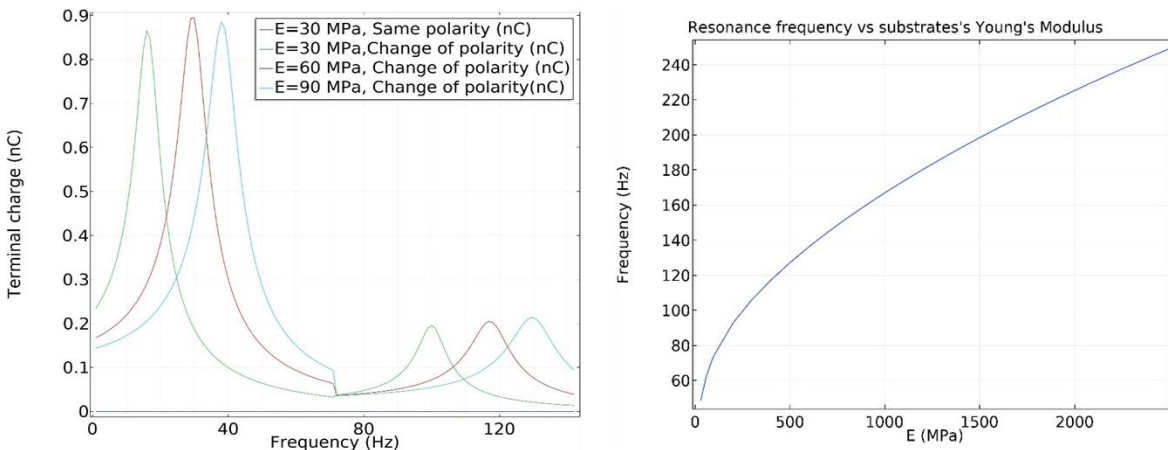 0.9
0.8
0.7
0.6
0.5
0.4
0.3
0.2
0.1
0
Terminal charge (nC)
E=30 MPa, Same polarity (nC)
E=30 MPa,Change of polarity (nC)
E=60 MPa, Change of polarity (nC)
E=90 MPa, Change of polarity(nC)
0 40 80 120
Frequency (Hz)
Resonance frequency vs substrates's Young's Modulus
240
220
200
180
160
140
120
100
80
60
Frequency (Hz)
0 500 1000 1500 2000
E (MPa)